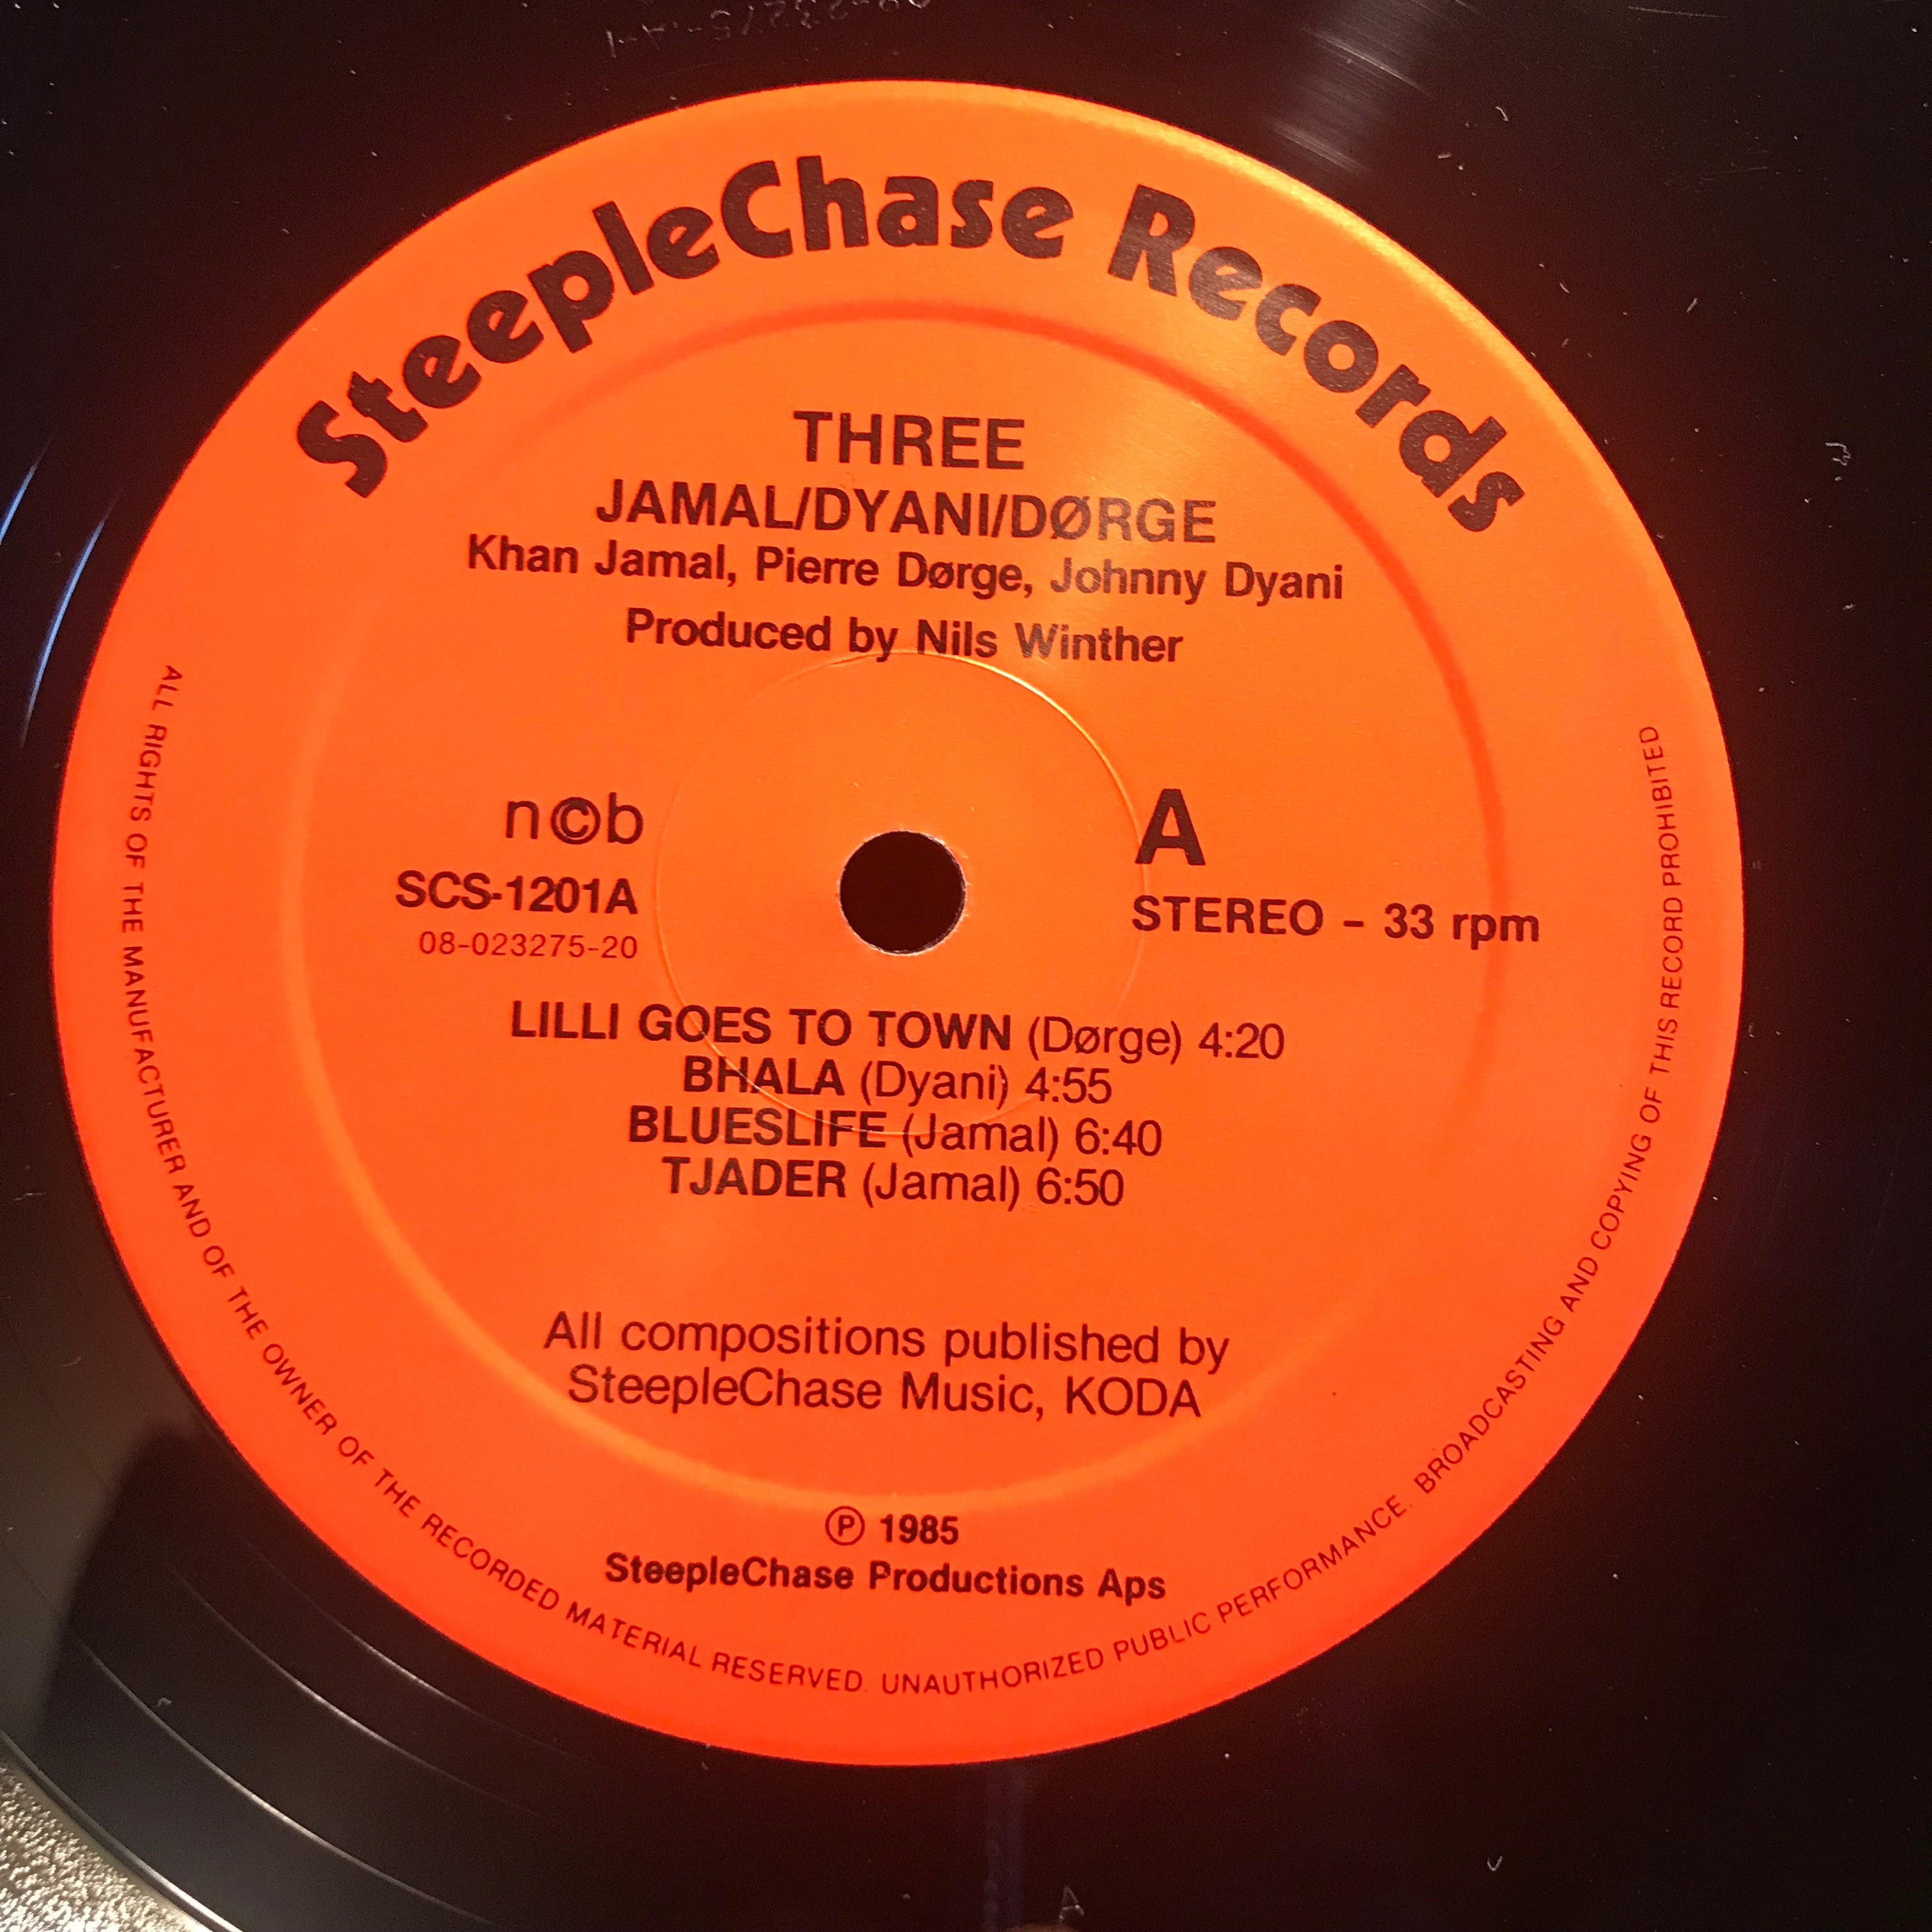 SteepleChase Records
THREE
JAMAL/DYANI/DØRGE
Khan Jamal, Pierre Dørge, Johnny Dyani
Produced by Nils Winther
n©b
SCS-1201A
08-023275-20
A
STEREO – 33 rpm
LILLI GOES TO TOWN (Dørge) 4:20
BHALA (Dyani) 4:55
BLUESLIFE (Jamal) 6:40
TJADER (Jamal) 6:50
All compositions published by
SteepleChase Music, KODA
Ⓟ 1985
SteepleChase Productions Aps
ALL RIGHTS OF THE MANUFACTURER AND OF THE OWNER OF THE RECORDED MATERIAL RESERVED. UNAUTHORIZED PUBLIC PERFORMANCE. BROADCASTING AND COPYING OF THIS RECORD PROHIBITED